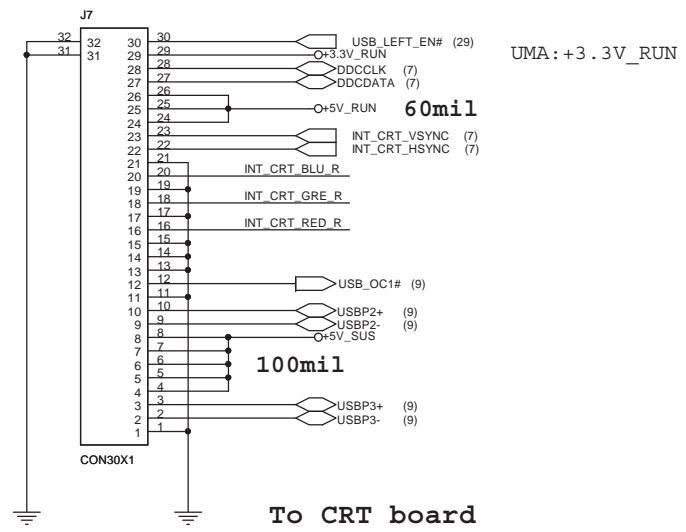 J7
32 32 30 30 USB_LEFT_EN# (29)
31 31 29 29 +3.3V_RUN UMA:+3.3V_RUN
28 28 DDCCLK (7)
27 27 DDCDATA (7)
26 26
25 25 +5V_RUN 60mil
24 24
23 23 INT_CRT_VSYNC (7)
22 22 INT_CRT_HSYNC (7)
21 21
20 20 INT_CRT_BLU_R
19 19
18 18 INT_CRT_GRE_R
17 17
16 16 INT_CRT_RED_R
15 15
14 14
13 13
12 12 USB_OC1# (9)
11 11
10 10 USBP2+ (9)
9 9 USBP2- (9)
8 8 +5V_SUS
7 7
6 6 100mil
5 5
4 4
3 3 USBP3+ (9)
2 2 USBP3- (9)
1 1
CON30X1
To CRT board